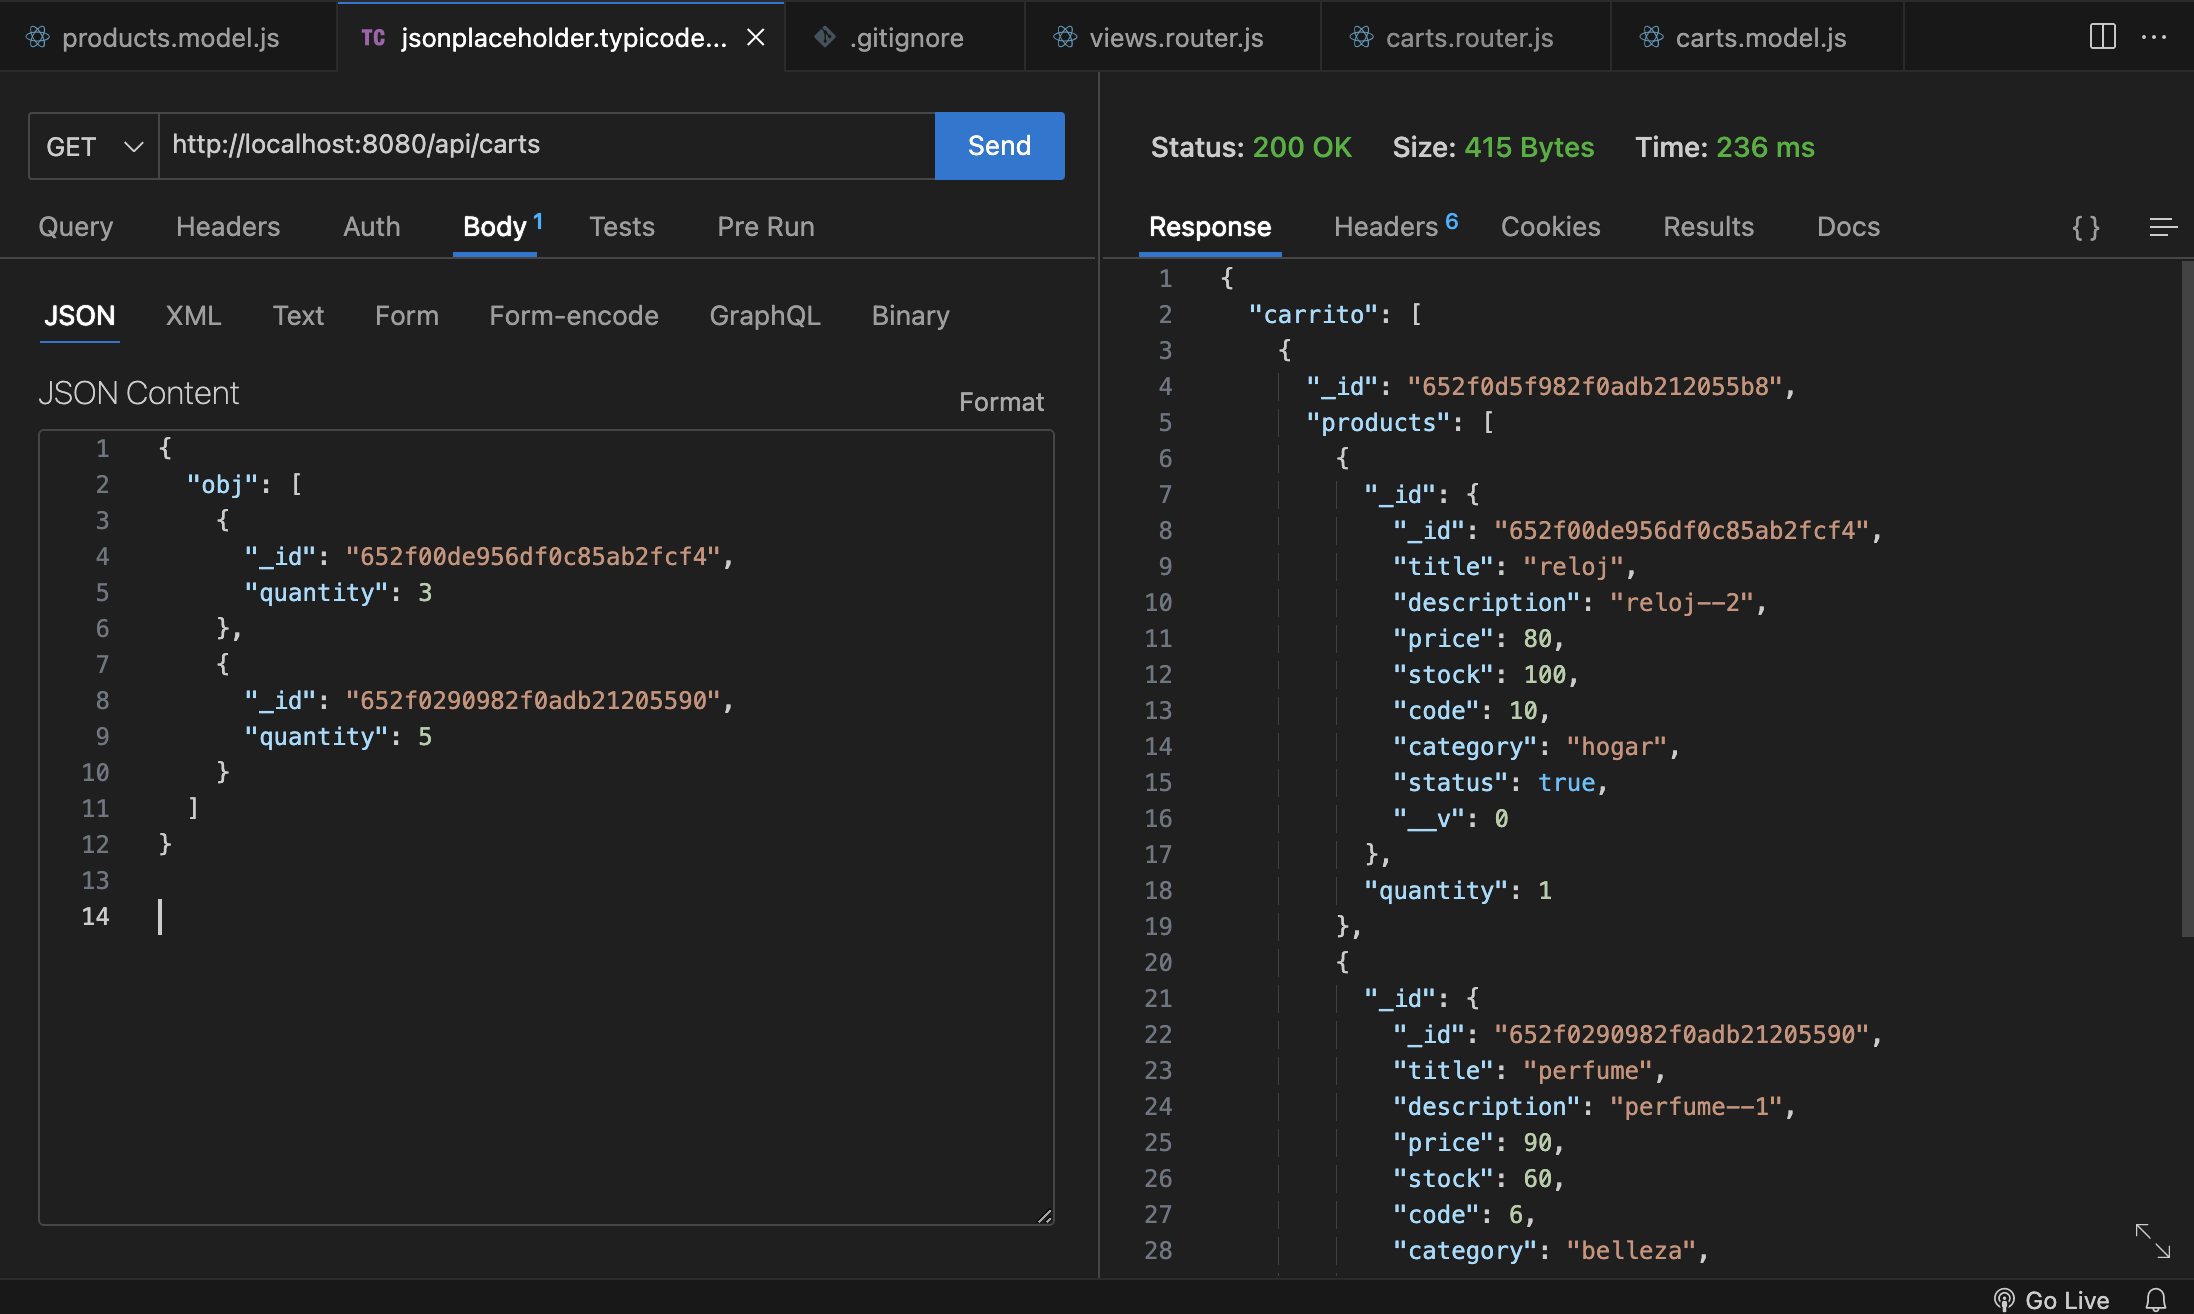 products.model.js
TC jsonplaceholder.typicode...
.gitignore
views.router.js
carts.router.js
carts.model.js
GET http://localhost:8080/api/carts Send
Query Headers Auth Body 1 Tests Pre Run
JSON XML Text Form Form-encode GraphQL Binary
JSON Content
Format
1 {
2 "obj": [
3 {
4 "_id": "652f00de956df0c85ab2fcf4",
5 "quantity": 3
6 },
7 {
8 "_id": "652f0290982f0adb21205590",
9 "quantity": 5
10 }
11 ]
12 }
13
14
Status: 200 OK Size: 415 Bytes Time: 236 ms
Response Headers 6 Cookies Results Docs {}
1 {
2 "carrito": [
3 {
4 "_id": "652f0d5f982f0adb212055b8",
5 "products": [
6 {
7 "_id": {
8 "_id": "652f00de956df0c85ab2fcf4",
9 "title": "reloj",
10 "description": "reloj--2",
11 "price": 80,
12 "stock": 100,
13 "code": 10,
14 "category": "hogar",
15 "status": true,
16 "__v": 0
17 },
18 "quantity": 1
19 },
20 {
21 "_id": {
22 "_id": "652f0290982f0adb21205590",
23 "title": "perfume",
24 "description": "perfume--1",
25 "price": 90,
26 "stock": 60,
27 "code": 6,
28 "category": "belleza",
Go Live